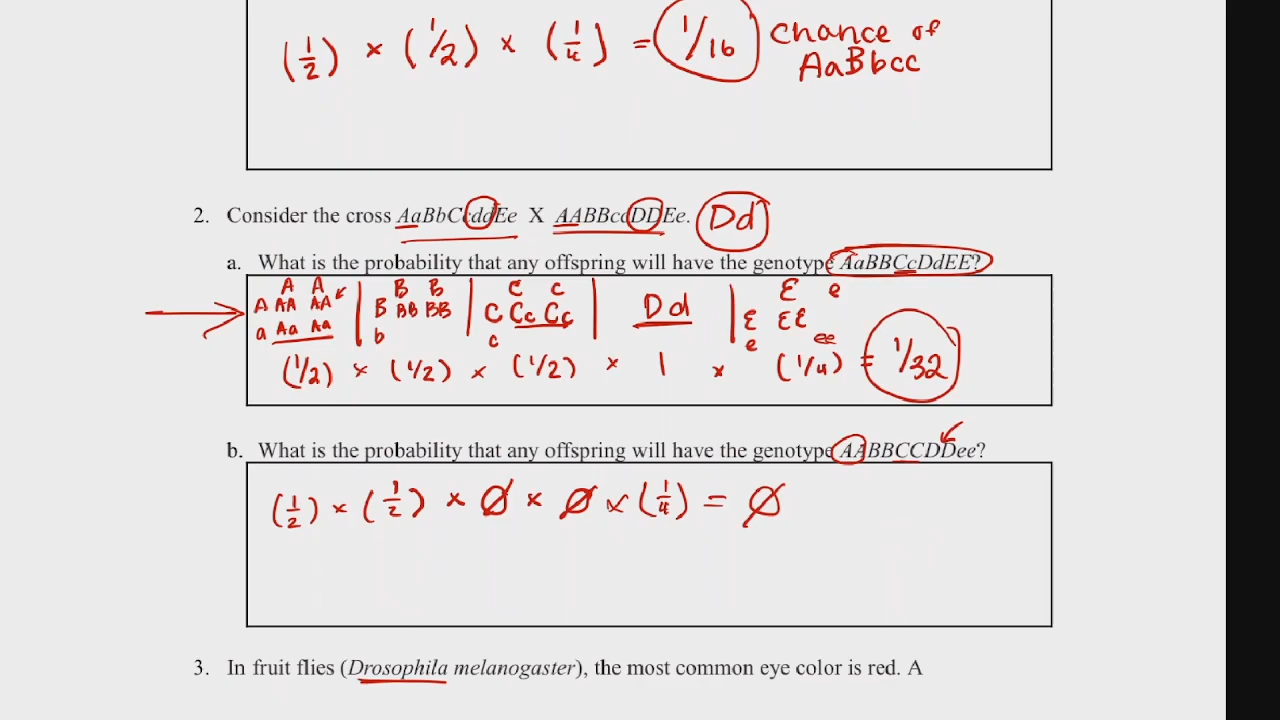 (1/2) × (1/2) × (1/4) = 1/16 Chance of
AaBbcc
2. Consider the cross AaBbCcddEe X AABBccDDEe. Dd
a. What is the probability that any offspring will have the genotype AaBBCcDdEE?
A A | B B | C c | | E e
A AA AA | B BB BB | C Cc Cc | Dd | E EE
a Aa Aa | b | c | | e ee
(1/2) × (1/2) × (1/2) × 1 × (1/4) = 1/32
b. What is the probability that any offspring will have the genotype AABBCCDDee?
(1/2) × (1/2) × Ø × Ø × (1/4) = Ø
3. In fruit flies (Drosophila melanogaster), the most common eye color is red. A